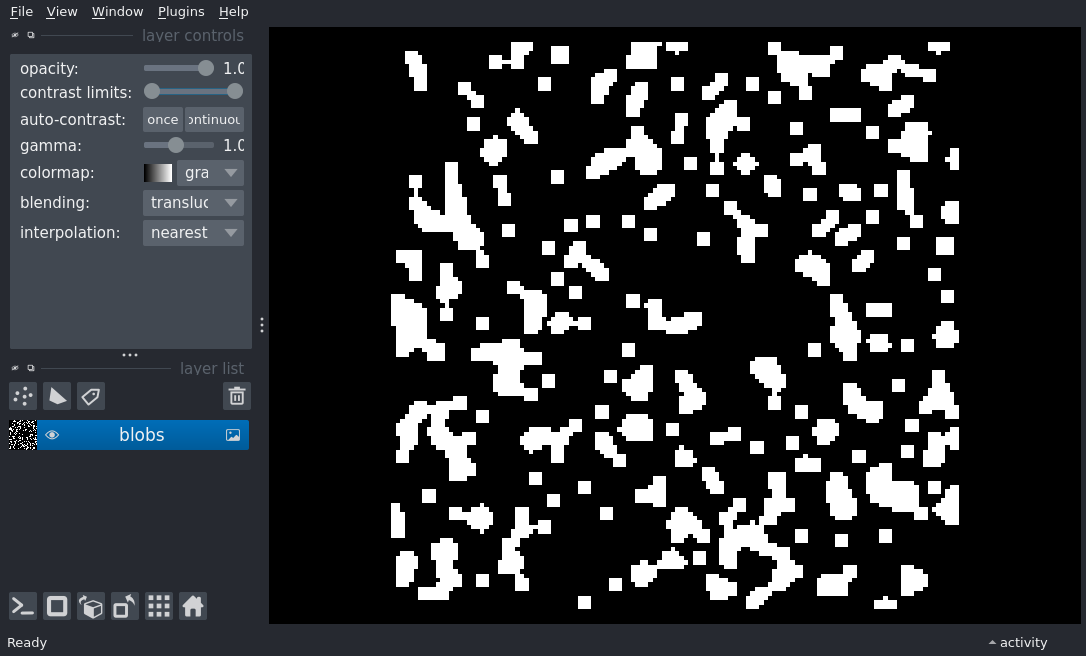 File View Window Plugins Help
layer controls
opacity: 1.0
contrast limits:
auto-contrast: once ontinuou
gamma: 1.0
colormap: gra
blending: transluc
interpolation: nearest
layer list
blobs
Ready activity